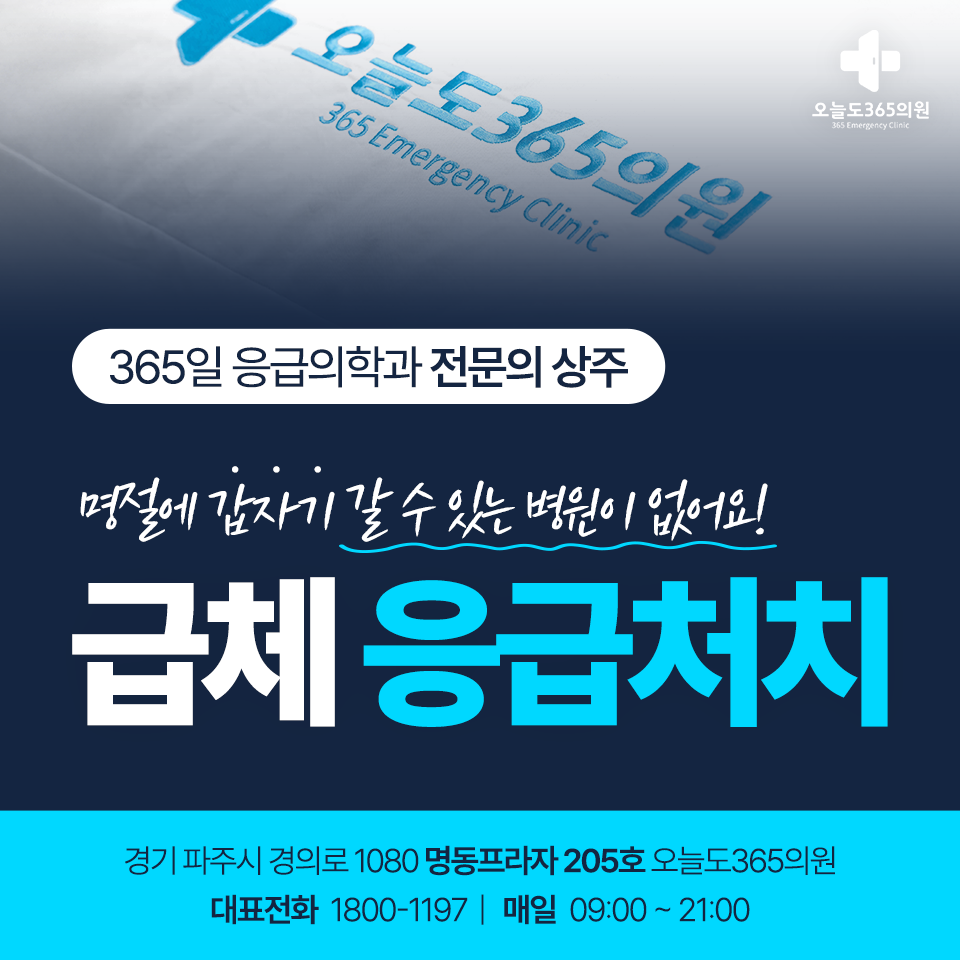 오늘도365의원
365 Emergency Clinic
오늘도365의원
365 Emergency Clinic
365일 응급의학과 전문의 상주
명절에 갑자기 갈 수 있는 병원이 없어요!
급체 응급처치
경기 파주시 경의로 1080 명동프라자 205호 오늘도365의원
대표전화 1800-1197 | 매일 09:00 ~ 21:00